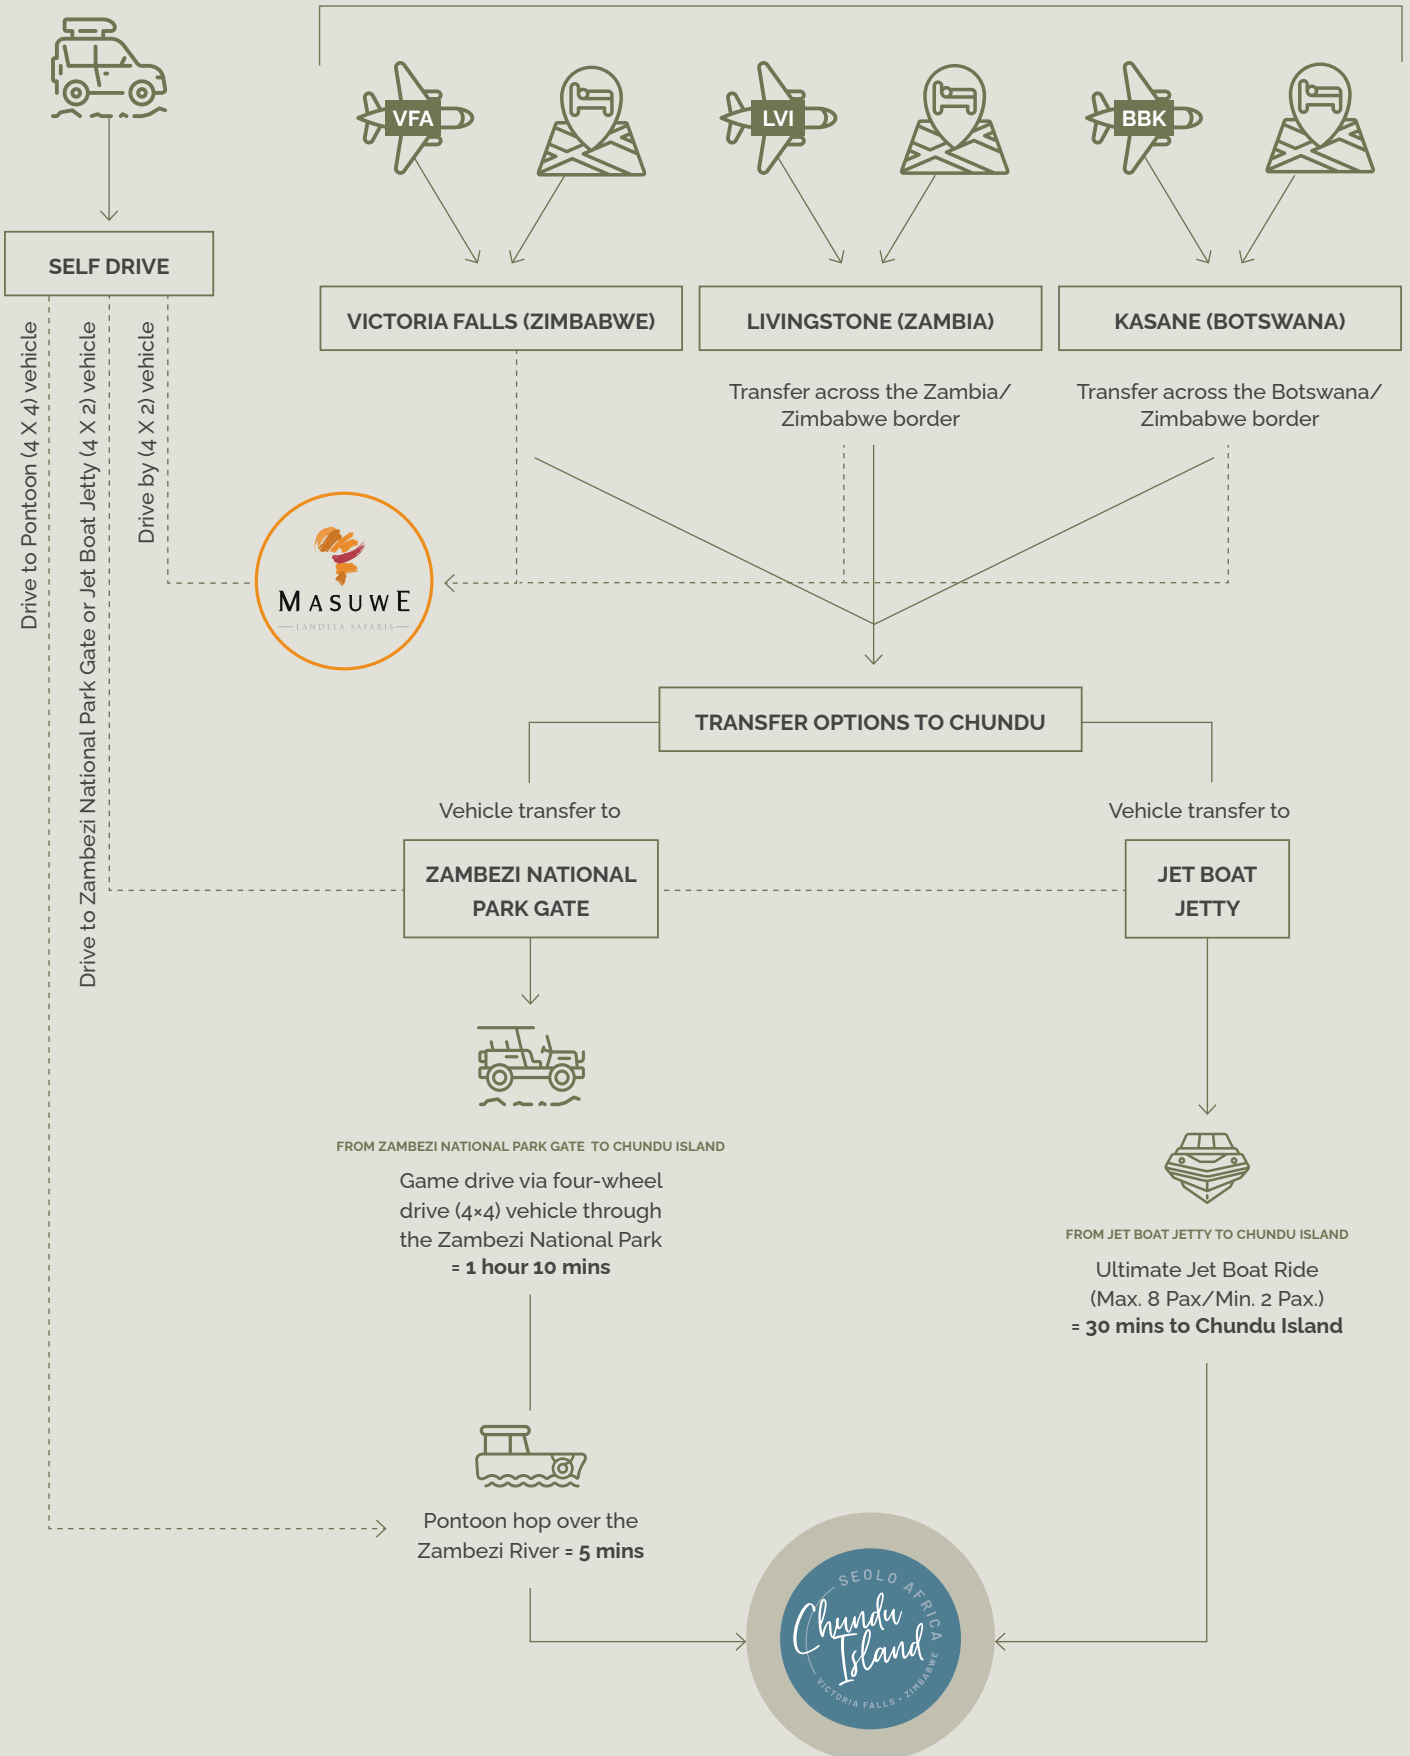 VFA
LVI
BBK
SELF DRIVE
VICTORIA FALLS (ZIMBABWE)
LIVINGSTONE (ZAMBIA)
KASANE (BOTSWANA)
Transfer across the Zambia/
Zimbabwe border
Transfer across the Botswana/
Zimbabwe border
Drive to Pontoon (4 X 4) vehicle
Drive to Zambezi National Park Gate or Jet Boat Jetty (4 X 2) vehicle
Drive by (4 X 2) vehicle
MASUWE
LANDELA SAFARIS
TRANSFER OPTIONS TO CHUNDU
Vehicle transfer to
ZAMBEZI NATIONAL
PARK GATE
Vehicle transfer to
JET BOAT
JETTY
FROM ZAMBEZI NATIONAL PARK GATE TO CHUNDU ISLAND
Game drive via four-wheel
drive (4×4) vehicle through
the Zambezi National Park
= 1 hour 10 mins
FROM JET BOAT JETTY TO CHUNDU ISLAND
Ultimate Jet Boat Ride
(Max. 8 Pax/Min. 2 Pax.)
= 30 mins to Chundu Island
Pontoon hop over the
Zambezi River = 5 mins
SEOLO AFRICA
Chundu
Island
VICTORIA FALLS • ZIMBABWE